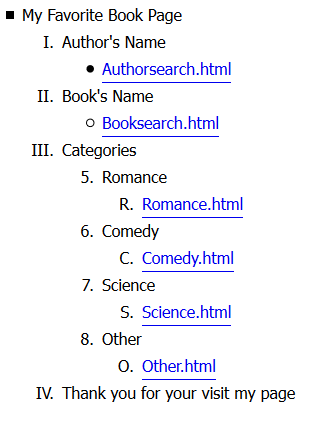 ■ My Favorite Book Page
I. Author's Name
● Authorsearch.html
II. Book's Name
○ Booksearch.html
III. Categories
5. Romance
R. Romance.html
6. Comedy
C. Comedy.html
7. Science
S. Science.html
8. Other
O. Other.html
IV. Thank you for your visit my page